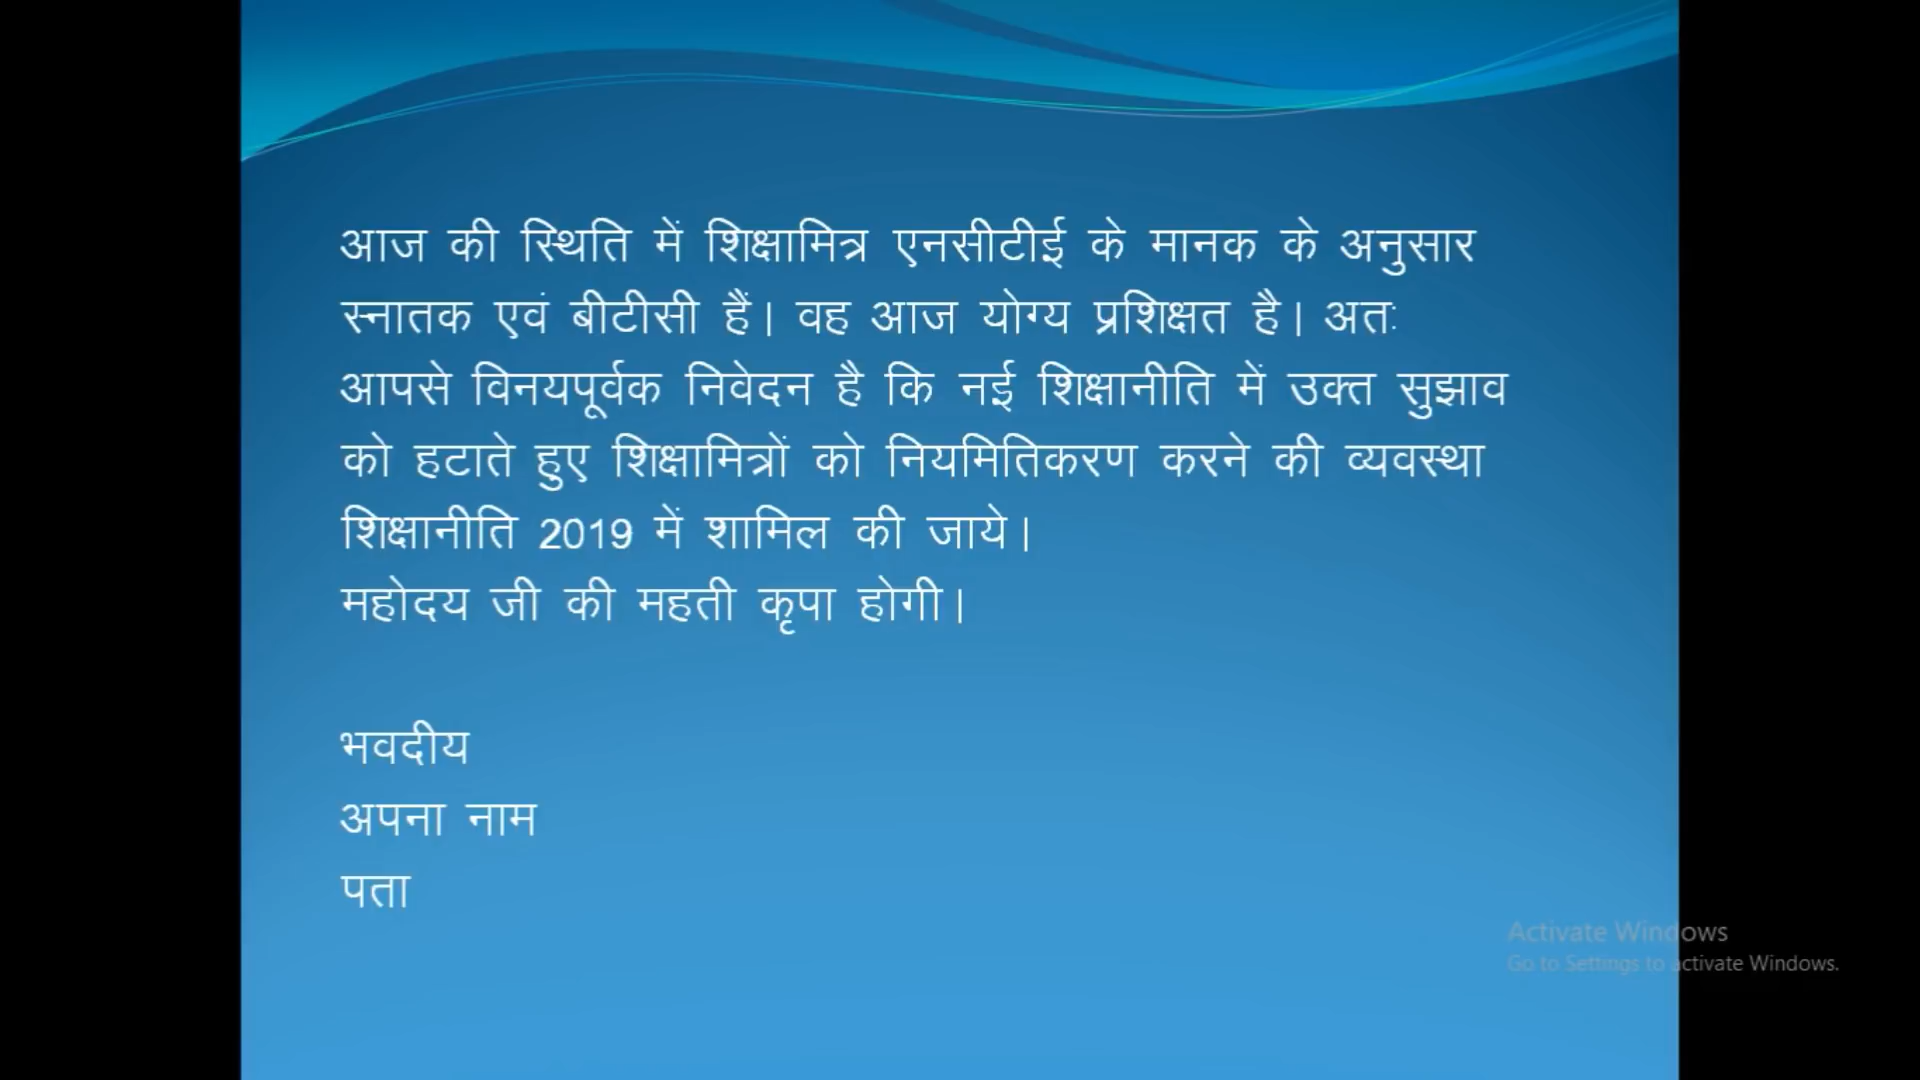 आज की स्थिति में शिक्षामित्र एनसीटीई के मानक के अनुसार
स्नातक एवं बीटीसी हैं। वह आज योग्य प्रशिक्षत है। अतः
आपसे विनयपूर्वक निवेदन है कि नई शिक्षानीति में उक्त सुझाव
को हटाते हुए शिक्षामित्रों को नियमितिकरण करने की व्यवस्था
शिक्षानीति 2019 में शामिल की जाये।
महोदय जी की महती कृपा होगी।
भवदीय
अपना नाम
पता
Activate Windows
Go to Settings to activate Windows.